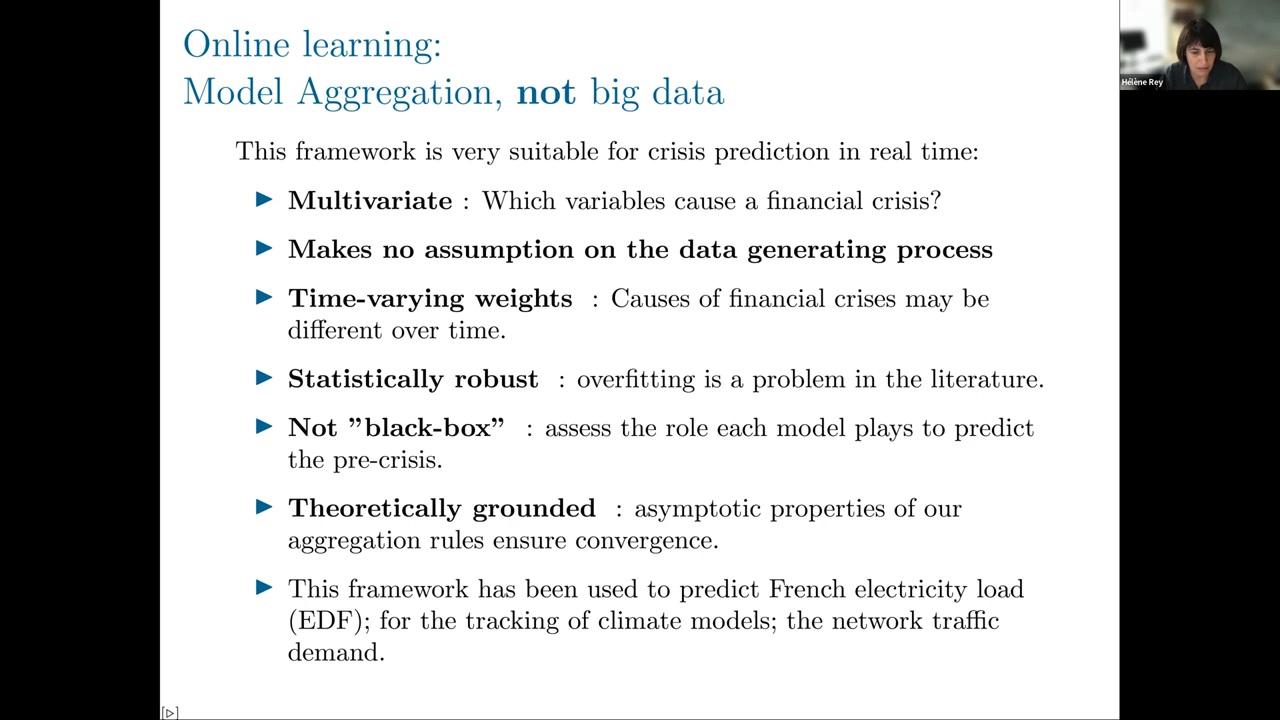 Online learning:
Model Aggregation, not big data
Hélène Rey
This framework is very suitable for crisis prediction in real time:
▶ Multivariate : Which variables cause a financial crisis?
▶ Makes no assumption on the data generating process
▶ Time-varying weights : Causes of financial crises may be
different over time.
▶ Statistically robust : overfitting is a problem in the literature.
▶ Not ”black-box” : assess the role each model plays to predict
the pre-crisis.
▶ Theoretically grounded : asymptotic properties of our
aggregation rules ensure convergence.
▶ This framework has been used to predict French electricity load
(EDF); for the tracking of climate models; the network traffic
demand.